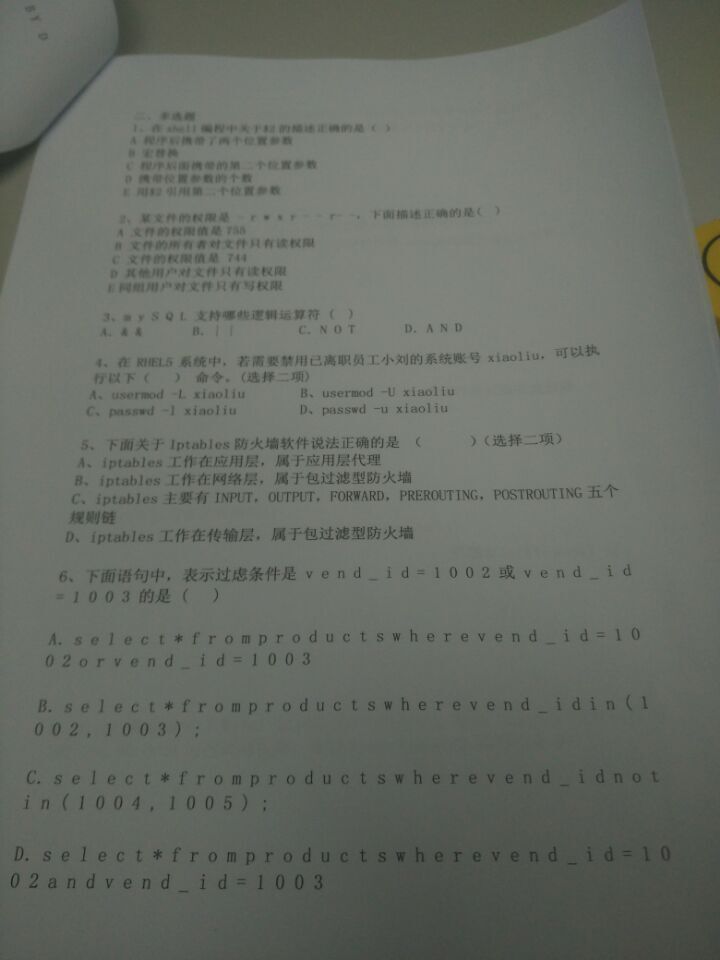 BY D
二、多选题
1、在 shell 编程中关于$2 的描述正确的是（ ）
A 程序后携带了两个位置参数
B 宏替换
C 程序后面携带的第二个位置参数
D 携带位置参数的个数
E 用$2 引用第二个位置参数
2、某文件的权限是 - r w x r - - r - -，下面描述正确的是（ ）
A 文件的权限值是 755
B 文件的所有者对文件只有读权限
C 文件的权限值是 744
D 其他用户对文件只有读权限
E 同组用户对文件只有写权限
3、m y S Q L 支持哪些逻辑运算符（ ）
A. & & B. | | C. N O T D. A N D
4、在 RHEL5 系统中，若需要禁用已离职员工小刘的系统账号 xiaoliu，可以执
行以下（ ） 命令。(选择二项)
A、usermod -L xiaoliu B、usermod -U xiaoliu
C、passwd -l xiaoliu D、passwd -u xiaoliu
5、下面关于 Iptables 防火墙软件说法正确的是 （ ）(选择二项）
A、iptables 工作在应用层，属于应用层代理
B、iptables 工作在网络层，属于包过滤型防火墙
C、iptables 主要有 INPUT，OUTPUT，FORWARD，PREROUTING，POSTROUTING 五个
规则链
D、iptables 工作在传输层，属于包过滤型防火墙
6、下面语句中，表示过虑条件是 v e n d _ i d = 1 0 0 2 或 v e n d _ i d
= 1 0 0 3 的是（ ）
A. s e l e c t * f r o m p r o d u c t s w h e r e v e n d _ i d = 1 0
0 2 o r v e n d _ i d = 1 0 0 3
B. s e l e c t * f r o m p r o d u c t s w h e r e v e n d _ i d i n ( 1
0 0 2 , 1 0 0 3 ) ;
C. s e l e c t * f r o m p r o d u c t s w h e r e v e n d _ i d n o t
i n ( 1 0 0 4 , 1 0 0 5 ) ;
D. s e l e c t * f r o m p r o d u c t s w h e r e v e n d _ i d = 1 0
0 2 a n d v e n d _ i d = 1 0 0 3